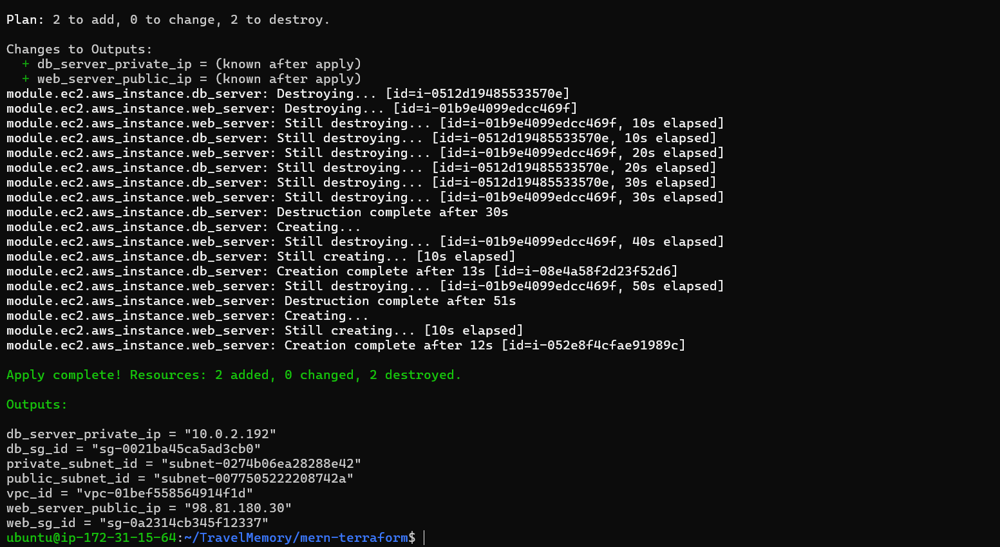 Plan: 2 to add, 0 to change, 2 to destroy.
Changes to Outputs:
+ db_server_private_ip = (known after apply)
+ web_server_public_ip = (known after apply)
module.ec2.aws_instance.db_server: Destroying... [id=i-0512d19485533570e]
module.ec2.aws_instance.web_server: Destroying... [id=i-01b9e4099edcc469f]
module.ec2.aws_instance.web_server: Still destroying... [id=i-01b9e4099edcc469f, 10s elapsed]
module.ec2.aws_instance.db_server: Still destroying... [id=i-0512d19485533570e, 10s elapsed]
module.ec2.aws_instance.web_server: Still destroying... [id=i-01b9e4099edcc469f, 20s elapsed]
module.ec2.aws_instance.db_server: Still destroying... [id=i-0512d19485533570e, 20s elapsed]
module.ec2.aws_instance.db_server: Still destroying... [id=i-0512d19485533570e, 30s elapsed]
module.ec2.aws_instance.web_server: Still destroying... [id=i-01b9e4099edcc469f, 30s elapsed]
module.ec2.aws_instance.db_server: Destruction complete after 30s
module.ec2.aws_instance.db_server: Creating...
module.ec2.aws_instance.web_server: Still destroying... [id=i-01b9e4099edcc469f, 40s elapsed]
module.ec2.aws_instance.db_server: Still creating... [10s elapsed]
module.ec2.aws_instance.db_server: Creation complete after 13s [id=i-08e4a58f2d23f52d6]
module.ec2.aws_instance.web_server: Still destroying... [id=i-01b9e4099edcc469f, 50s elapsed]
module.ec2.aws_instance.web_server: Destruction complete after 51s
module.ec2.aws_instance.web_server: Creating...
module.ec2.aws_instance.web_server: Still creating... [10s elapsed]
module.ec2.aws_instance.web_server: Creation complete after 12s [id=i-052e8f4cfae91989c]
Apply complete! Resources: 2 added, 0 changed, 2 destroyed.
Outputs:
db_server_private_ip = "10.0.2.192"
db_sg_id = "sg-0021ba45ca5ad3cb0"
private_subnet_id = "subnet-0274b06ea28288e42"
public_subnet_id = "subnet-0077505222208742a"
vpc_id = "vpc-01bef558564914f1d"
web_server_public_ip = "98.81.180.30"
web_sg_id = "sg-0a2314cb345f12337"
ubuntu@ip-172-31-15-64:~/TravelMemory/mern-terraform$